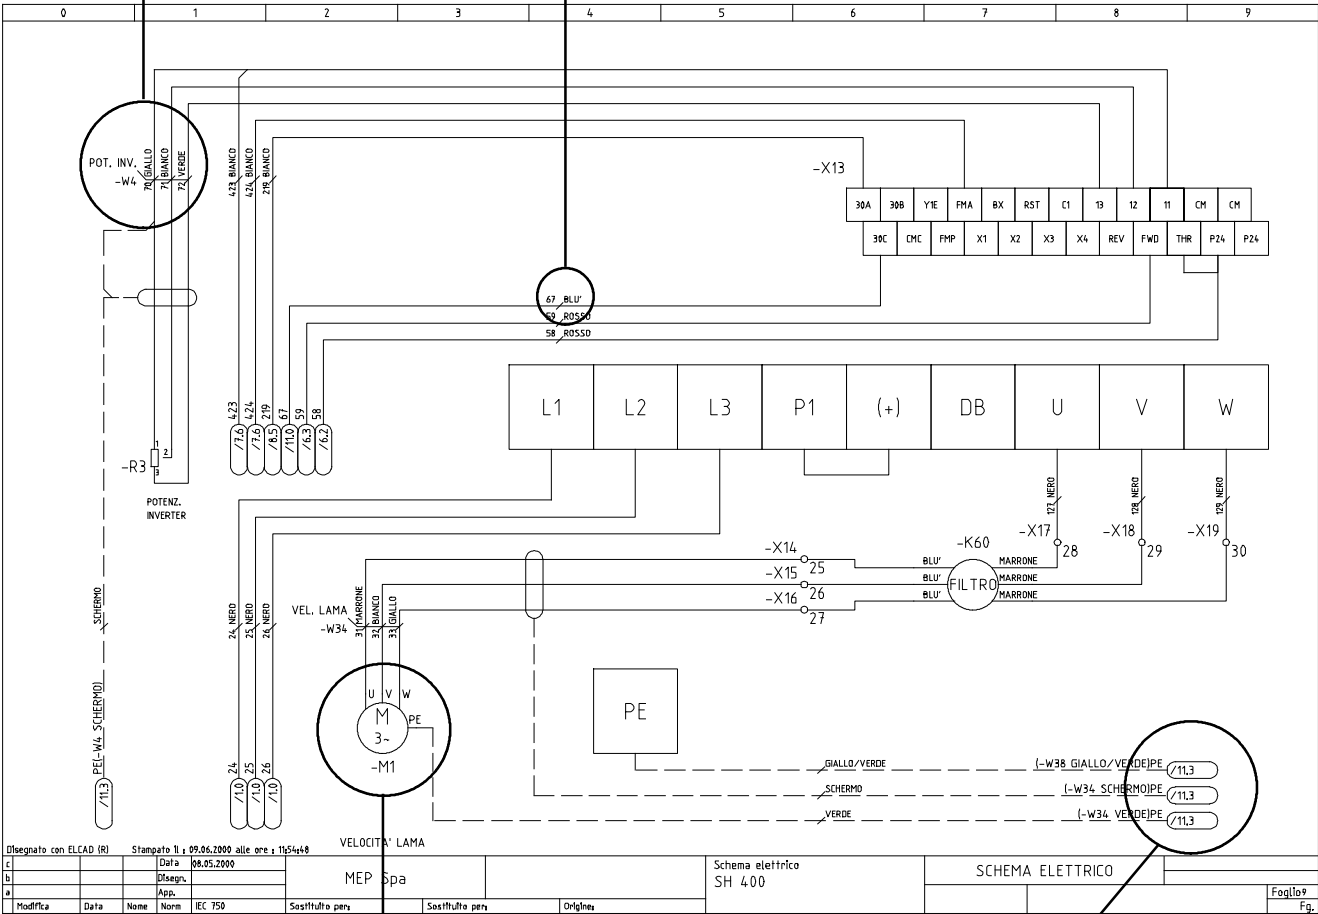 0 1 2 3 4 5 6 7 8 9
POT. INV.
-W4
70 GIALLO
71 BIANCO
72 VERDE
423 BIANCO
424 BIANCO
219 BIANCO
-X13
30A 30B Y1E FMA BX RST C1 13 12 11 CM CM
30C CMC FMP X1 X2 X3 X4 REV FWD THR P24 P24
67 BLU'
59 ROSSO
58 ROSSO
L1 L2 L3 P1 (+) DB U V W
423 424 219 67 59 58
/7.6 /7.6 /8.5 /11.0 /6.3 /6.2
-R3
1
2
3
POTENZ.
INVERTER
127 NERO
128 NERO
129 NERO
-X17 28
-X18 29
-X19 30
-X14 25
-X15 26
-X16 27
-K60
FILTRO
BLU' MARRONE
BLU' MARRONE
BLU' MARRONE
SCHERMO
24 NERO
25 NERO
26 NERO
VEL. LAMA
-W34
31 MARRONE
32 BIANCO
33 GIALLO
U V W
M
3~
PE
-M1
PE
PE(-W4 SCHERMO)
/11.3
24 25 26
/1.0 /1.0 /1.0
GIALLO/VERDE (-W38 GIALLO/VERDE)PE /11.3
SCHERMO (-W34 SCHERMO)PE /11.3
VERDE (-W34 VERDE)PE /11.3
VELOCITA' LAMA
Disegnato con ELCAD (R) Stampato il : 09.06.2000 alle ore : 11:54:48
c Data 08.05.2000
b Disegn.
a App.
Modifica Data Nome Norm IEC 750
MEP Spa
Sostituito per: Sostituito per: Origine:
Schema elettrico
SH 400
SCHEMA ELETTRICO
Foglio9
Fg.